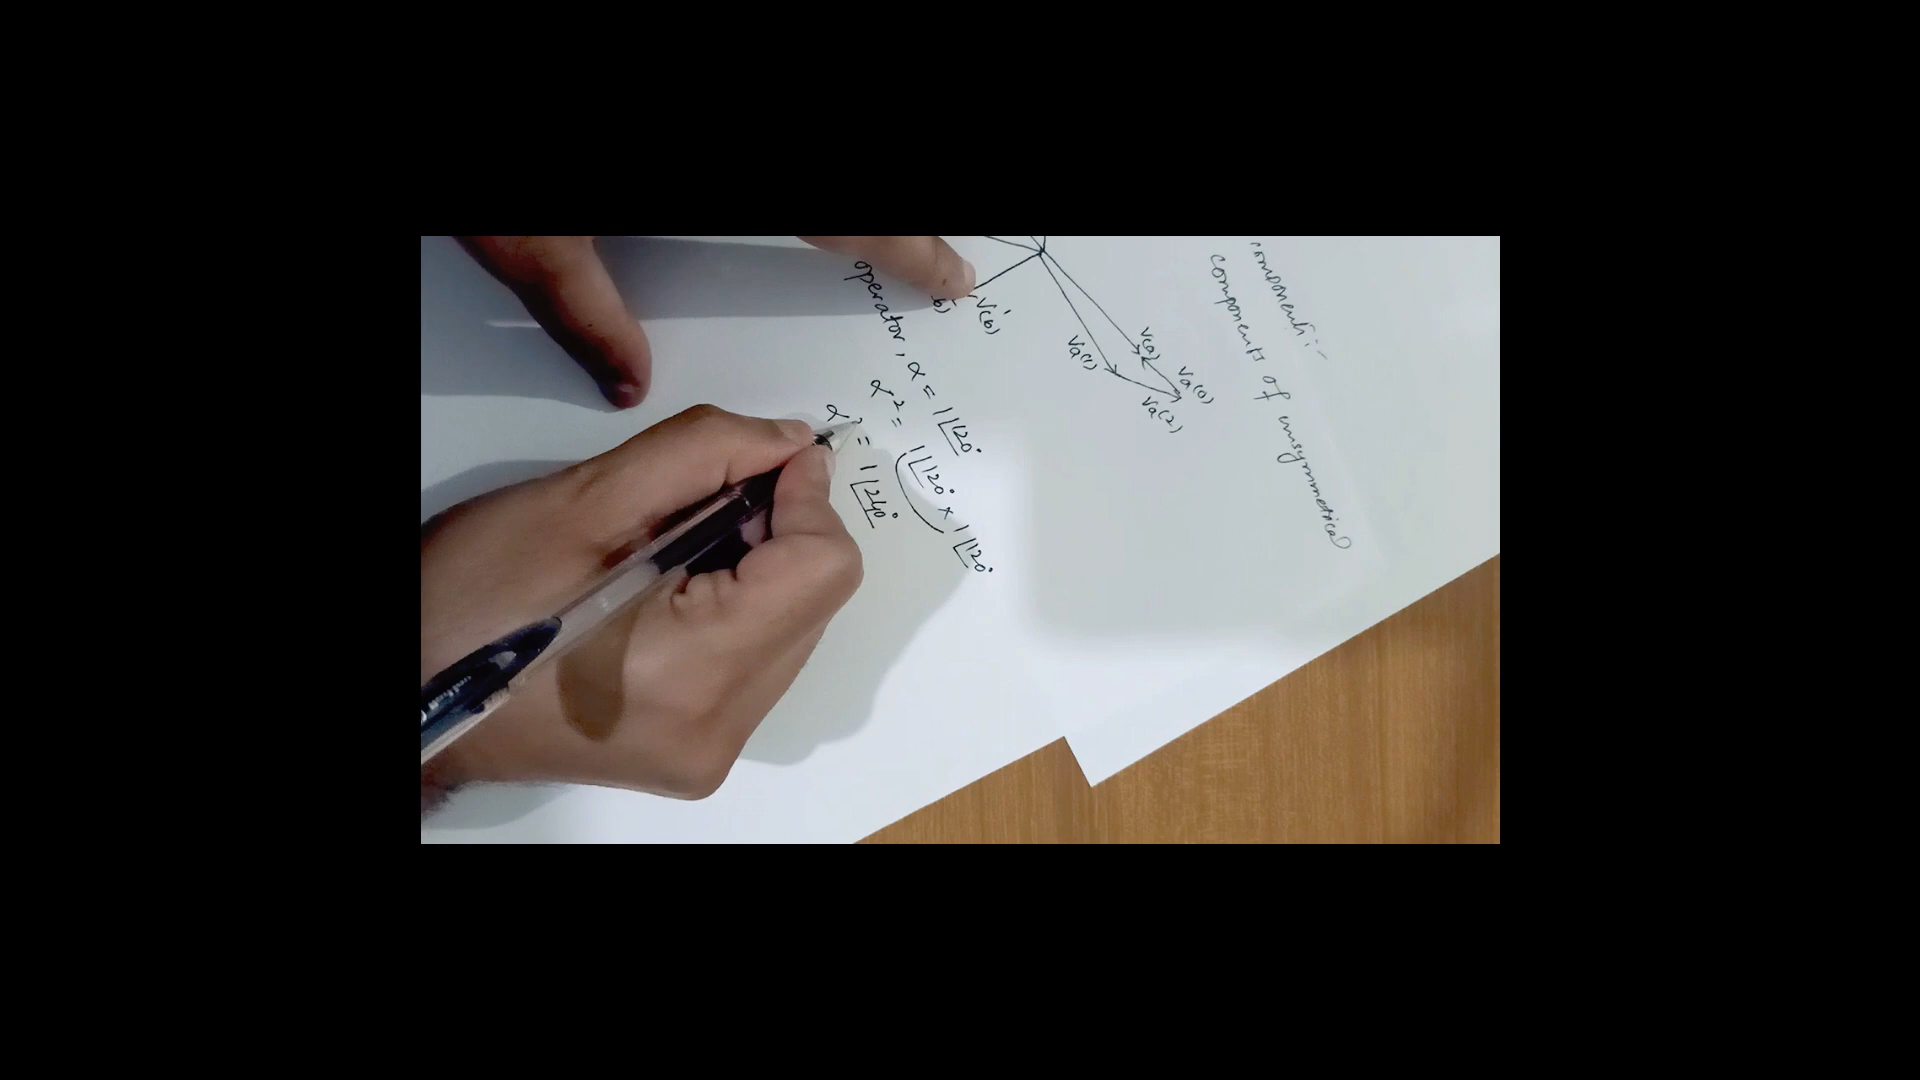 components of unsymmetrical
V(a)
Va(0)
Va(1)
Va(2)
V'(b)
operator, α = 1∠120°
α² = 1∠120° × 1∠120°
= 1∠240°